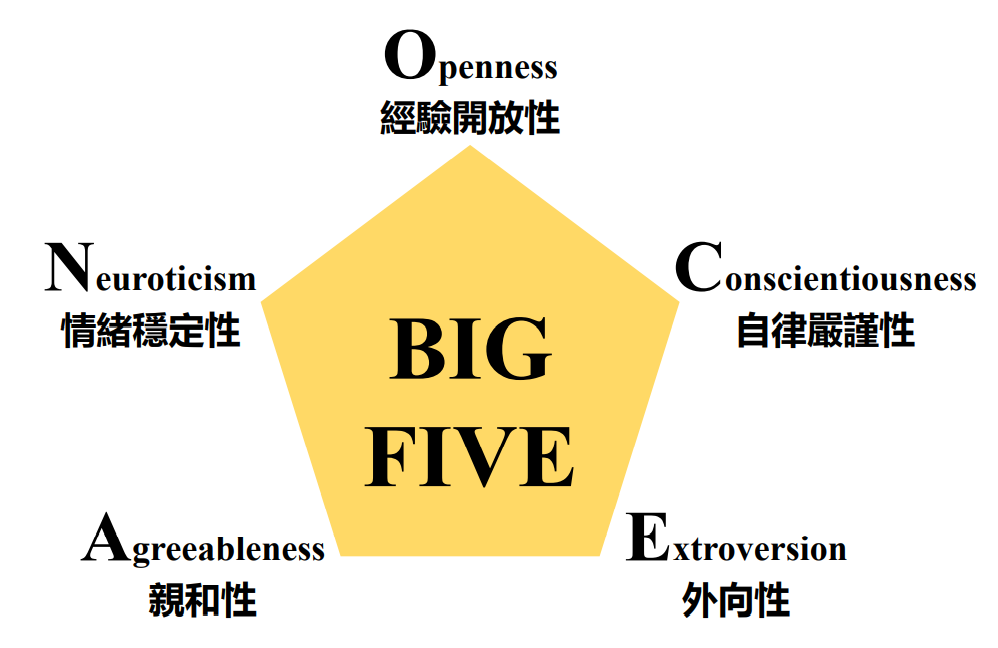 Openness
經驗開放性
Neuroticism
情緒穩定性
Conscientiousness
自律嚴謹性
BIG
FIVE
Agreeableness
親和性
Extroversion
外向性